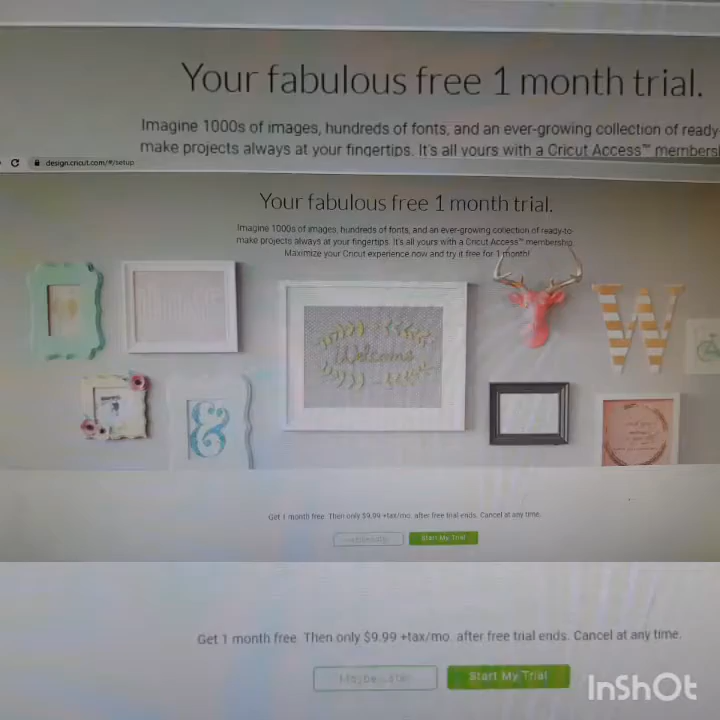 Your fabulous free 1 month trial.
Imagine 1000s of images, hundreds of fonts, and an ever-growing collection of ready
make projects always at your fingertips. It's all yours with a Cricut Access™ members
design.cricut.com/#/setup
Your fabulous free 1 month trial.
Imagine 1000s of images, hundreds of fonts, and an ever-growing collection of ready-to-
make projects always at your fingertips. It's all yours with a Cricut Access™ membership
Maximize your Cricut experience now and try it free for 1 month!
Welcome
W
&
Get 1 month free. Then only $9.99 +tax/mo. after free trial ends. Cancel at any time.
Start My Trial
Get 1 month free. Then only $9.99 +tax/mo. after free trial ends. Cancel at any time.
Maybe Later
Start My Trial
InShOt